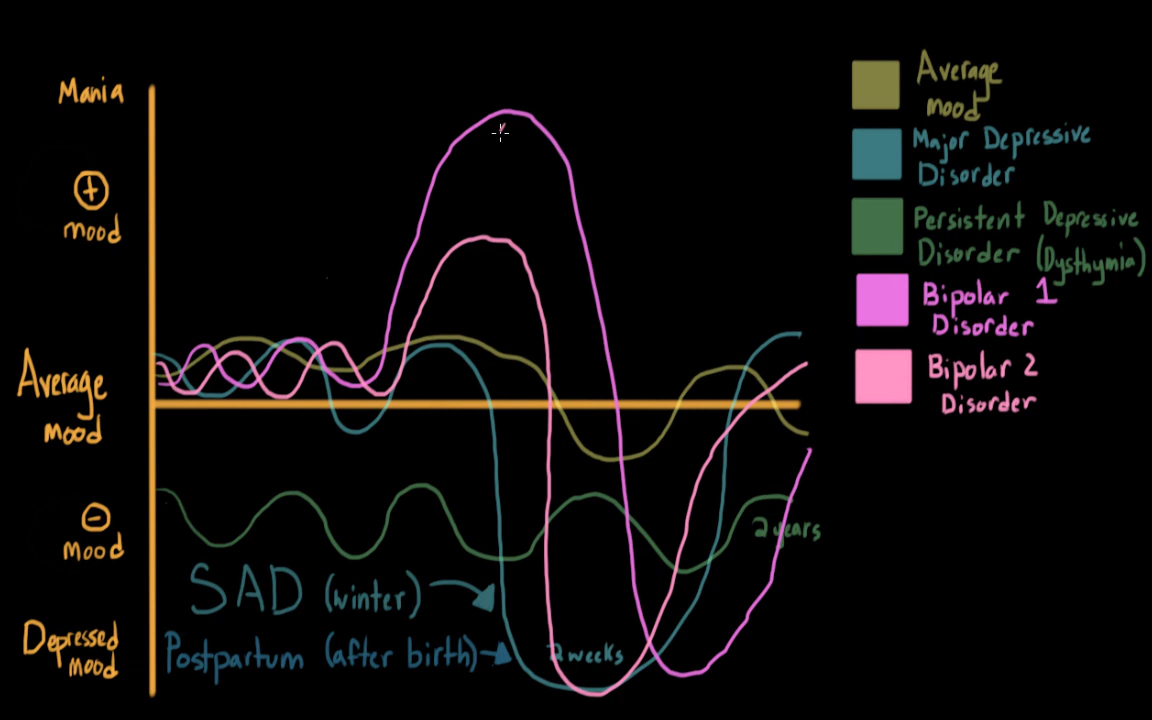 Mania
+
mood
Average
mood
-
mood
Depressed
mood
SAD (winter)
Postpartum (after birth)
2 weeks
2 years
Average
mood
Major Depressive
Disorder
Persistent Depressive
Disorder (Dysthymia)
Bipolar 1
Disorder
Bipolar 2
Disorder